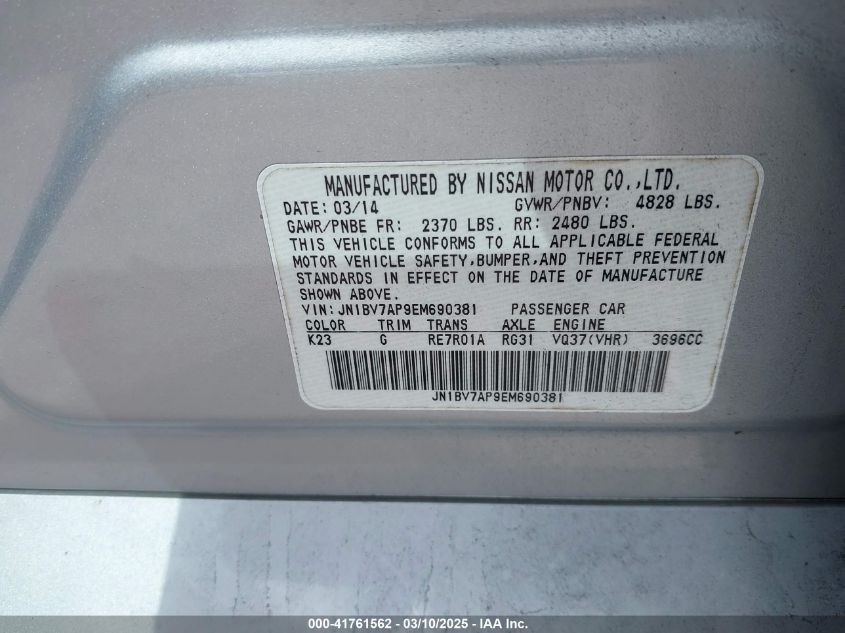 MANUFACTURED BY NISSAN MOTOR CO.,LTD.
DATE: 03/14 GVWR/PNBV: 4828 LBS.
GAWR/PNBE FR: 2370 LBS. RR: 2480 LBS.
THIS VEHICLE CONFORMS TO ALL APPLICABLE FEDERAL
MOTOR VEHICLE SAFETY,BUMPER,AND THEFT PREVENTION
STANDARDS IN EFFECT ON THE DATE OF MANUFACTURE
SHOWN ABOVE.
VIN:JN1BV7AP9EM690381 PASSENGER CAR
COLOR TRIM TRANS AXLE ENGINE
K23 G RE7R01A RG31 VQ37(VHR) 3696CC
JN1BV7AP9EM690381
000-41761562 — 03/10/2025 — IAA Inc.